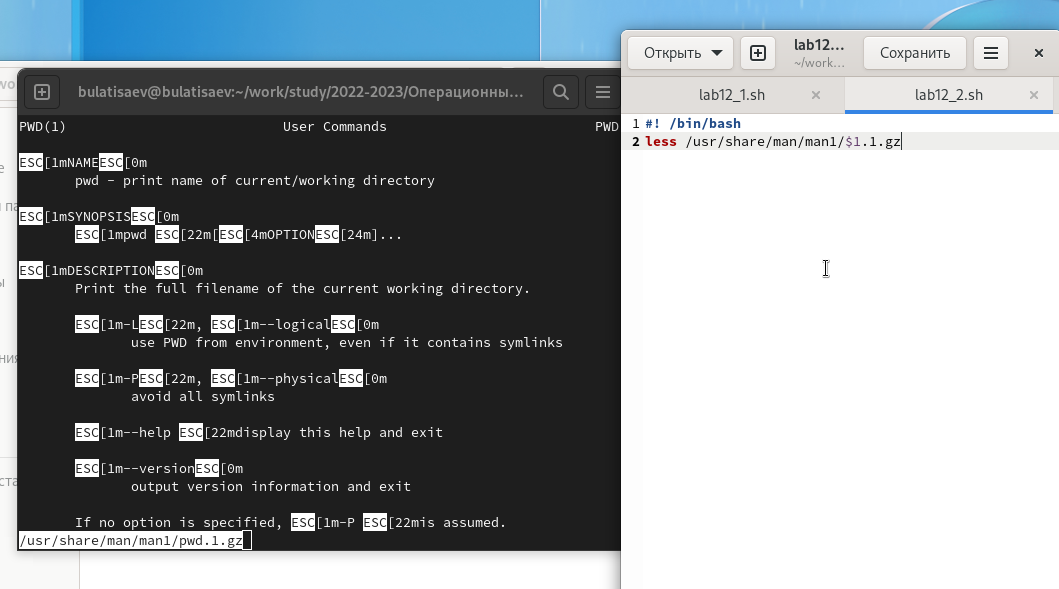 bulatisaev@bulatisaev:~/work/study/2022-2023/Операционны...
PWD(1) User Commands PWD
ESC[1mNAMEESC[0m
pwd - print name of current/working directory
ESC[1mSYNOPSISESC[0m
ESC[1mpwd ESC[22m[ESC[4mOPTIONESC[24m]...
ESC[1mDESCRIPTIONESC[0m
Print the full filename of the current working directory.
ESC[1m-LESC[22m, ESC[1m--logicalESC[0m
use PWD from environment, even if it contains symlinks
ESC[1m-PESC[22m, ESC[1m--physicalESC[0m
avoid all symlinks
ESC[1m--help ESC[22mdisplay this help and exit
ESC[1m--versionESC[0m
output version information and exit
If no option is specified, ESC[1m-P ESC[22mis assumed.
/usr/share/man/man1/pwd.1.gz
Открыть
lab12...
~/work...
Сохранить
lab12_1.sh
lab12_2.sh
1 #! /bin/bash
2 less /usr/share/man/man1/$1.1.gz